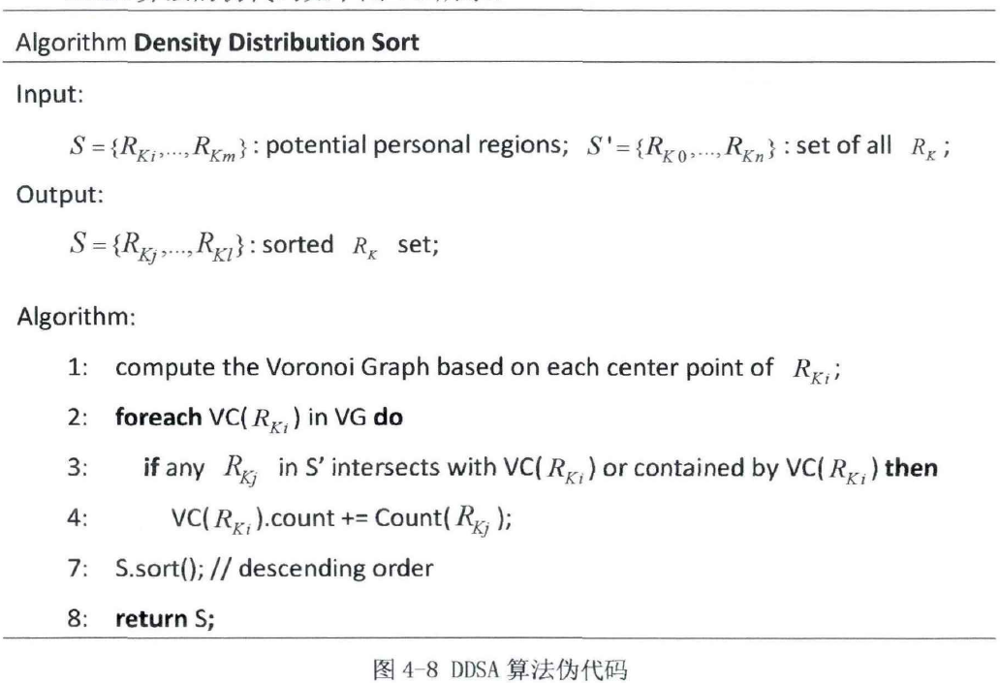 Algorithm Density Distribution Sort
Input:
S = {R_{Ki},...,R_{Km}} : potential personal regions; S' = {R_{K0},...,R_{Kn}} : set of all R_K ;
Output:
S = {R_{Kj},...,R_{Kl}} : sorted R_K set;
Algorithm:
1: compute the Voronoi Graph based on each center point of R_{Ki};
2: foreach VC(R_{Ki}) in VG do
3: if any R_{Kj} in S' intersects with VC(R_{Ki}) or contained by VC(R_{Ki}) then
4: VC(R_{Ki}).count += Count(R_{Kj});
7: S.sort(); // descending order
8: return S;
图 4-8 DDSA 算法伪代码